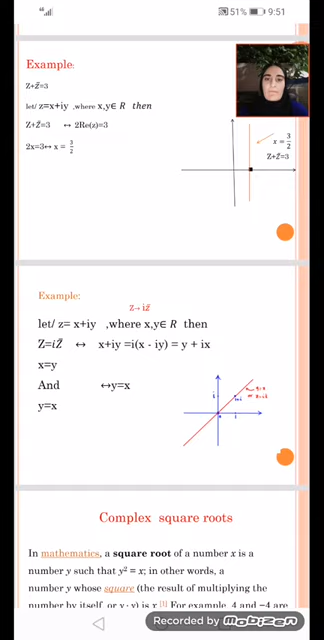 51% 9:51
Example:
Z+Z̄=3
let/ z=x+iy ,where x,y∈ R then
Z+Z̄=3 ↔ 2Re(z)=3
2x=3↔ x = 3/2
x = 3/2
Z+Z̄=3
Example:
Z= iz̄
let/ z= x+iy ,where x,y∈ R then
Z=iZ̄ ↔ x+iy =i(x - iy) = y + ix
x=y
And ↔y=x
y=x
i
1+i
1
Complex square roots
In mathematics, a square root of a number x is a
number y such that y² = x; in other words, a
number y whose square (the result of multiplying the
number by itself, or y · y) is x [1] For example, 4 and −4 are
Recorded by Mobizen